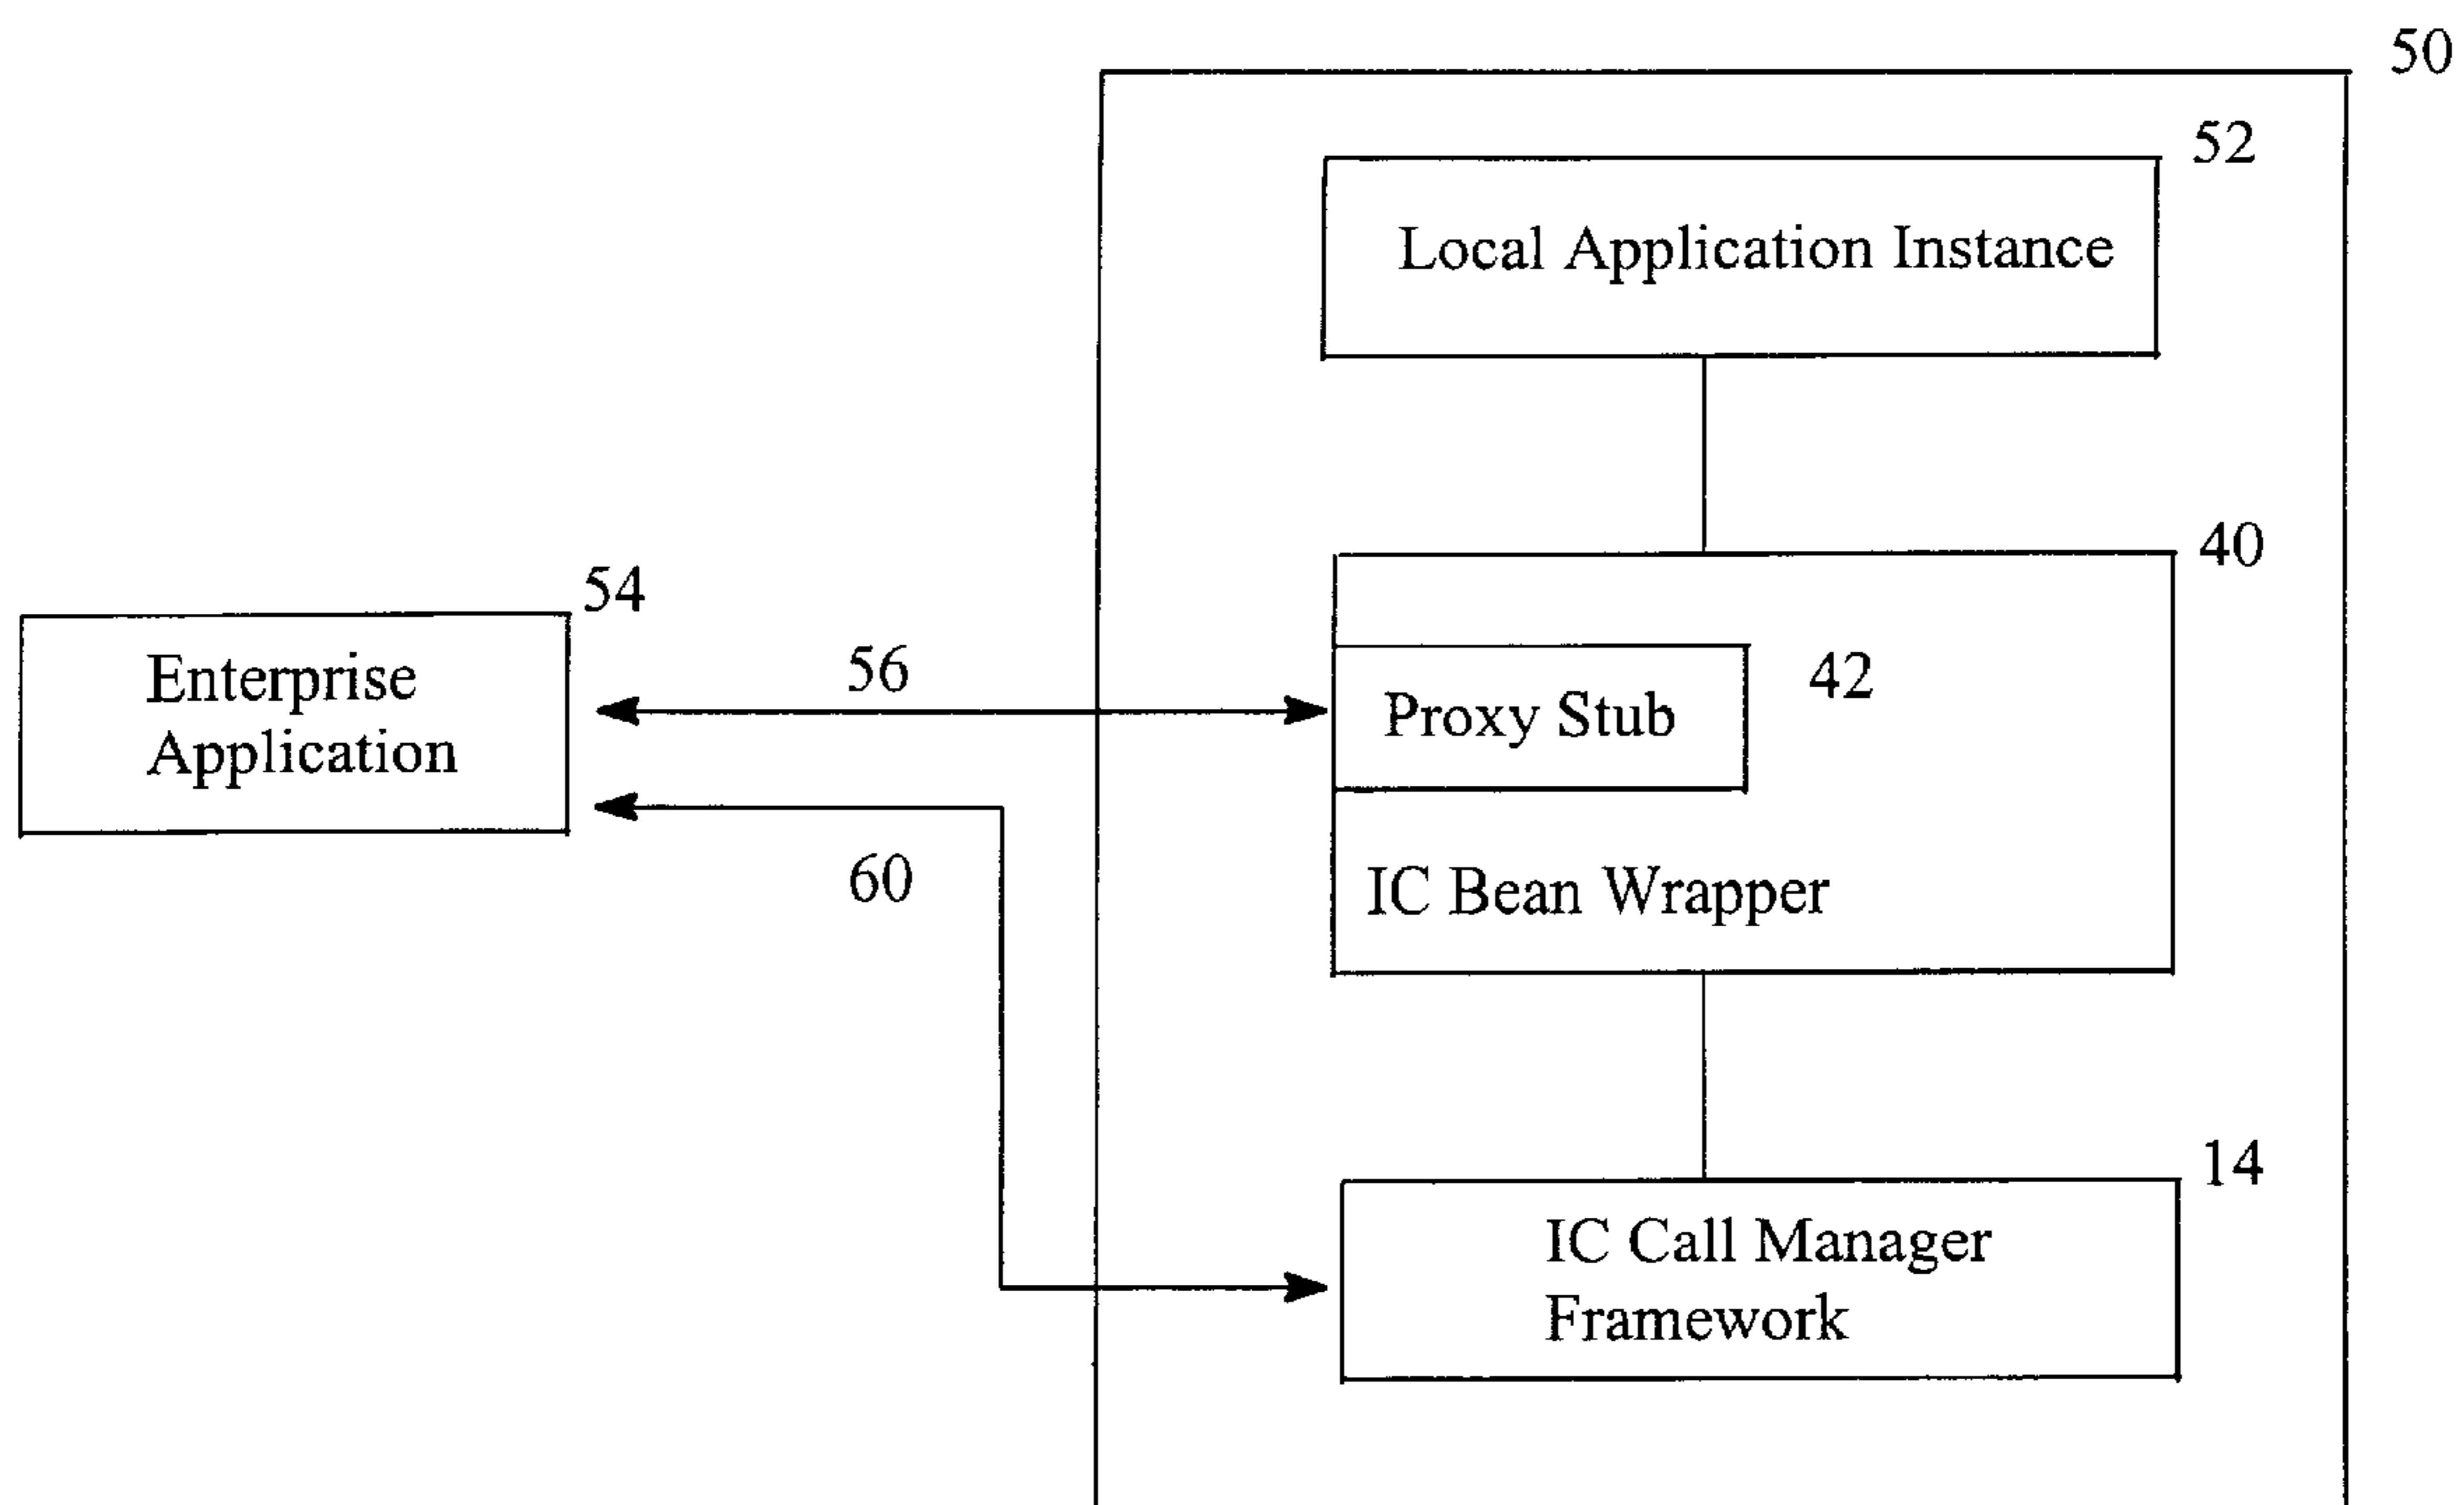 50
52
Local Application Instance
40
54
Enterprise
Application
56
Proxy Stub
42
60
IC Bean Wrapper
14
IC Call Manager
Framework